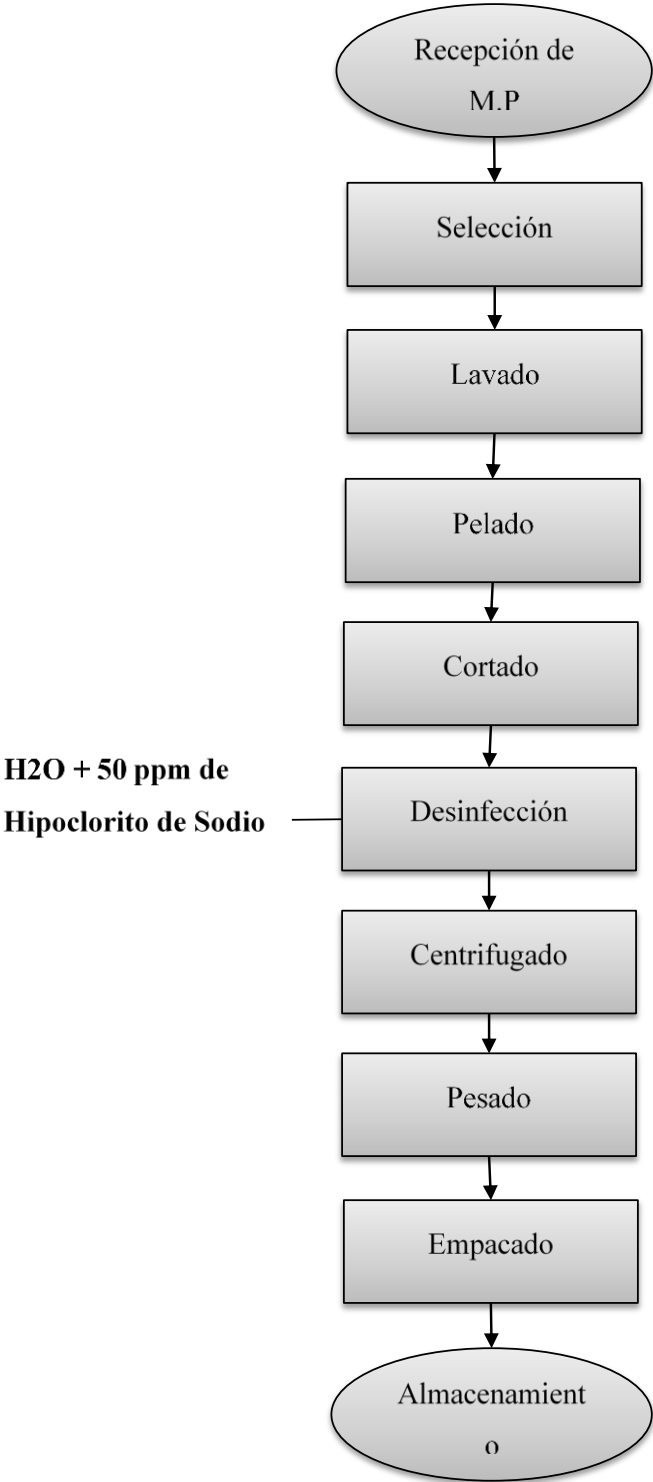 Recepción de
M.P
Selección
Lavado
Pelado
Cortado
H2O + 50 ppm de
Hipoclorito de Sodio
Desinfección
Centrifugado
Pesado
Empacado
Almacenamient
o